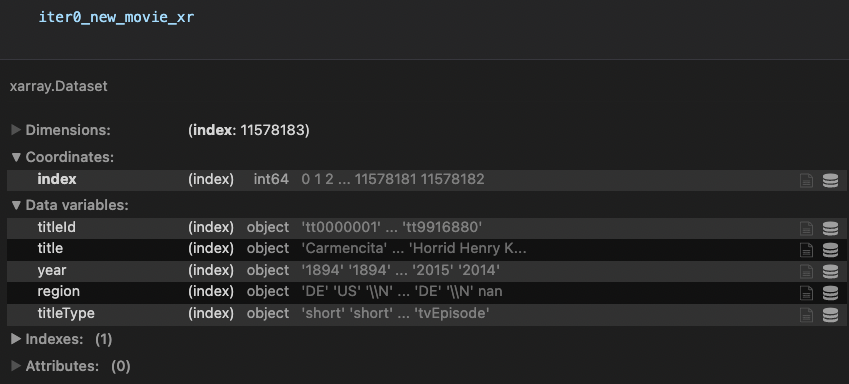 iter0_new_movie_xr
xarray.Dataset
▶ Dimensions: (index: 11578183)
▼ Coordinates:
index (index) int64 0 1 2 ... 11578181 11578182
▼ Data variables:
titleId (index) object 'tt0000001' ... 'tt9916880'
title (index) object 'Carmencita' ... 'Horrid Henry K...
year (index) object '1894' '1894' ... '2015' '2014'
region (index) object 'DE' 'US' '\\N' ... 'DE' '\\N' nan
titleType (index) object 'short' 'short' ... 'tvEpisode'
▶ Indexes: (1)
▶ Attributes: (0)